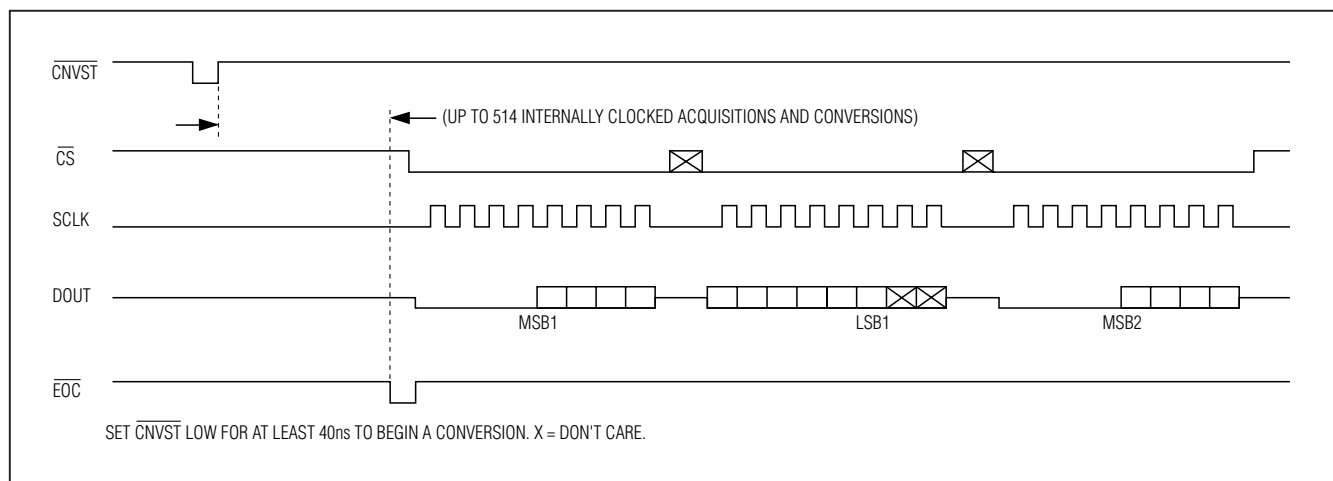 CNVST
(UP TO 514 INTERNALLY CLOCKED ACQUISITIONS AND CONVERSIONS)
CS
SCLK
DOUT
MSB1
LSB1
MSB2
EOC
SET CNVST LOW FOR AT LEAST 40ns TO BEGIN A CONVERSION. X = DON'T CARE.